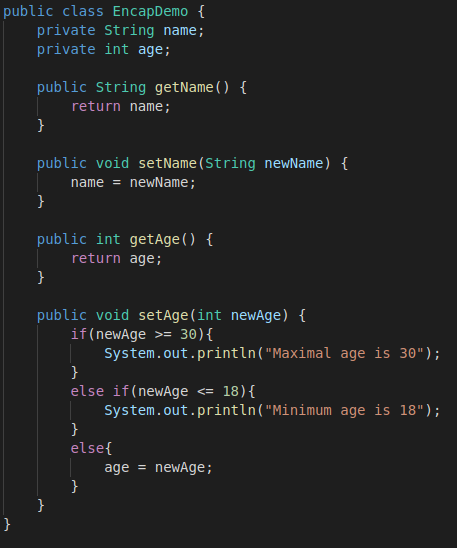 public class EncapDemo {
    private String name;
    private int age;

    public String getName() {
        return name;
    }

    public void setName(String newName) {
        name = newName;
    }

    public int getAge() {
        return age;
    }

    public void setAge(int newAge) {
        if(newAge >= 30){
            System.out.println("Maximal age is 30");
        }
        else if(newAge <= 18){
            System.out.println("Minimum age is 18");
        }
        else{
            age = newAge;
        }
    }
}